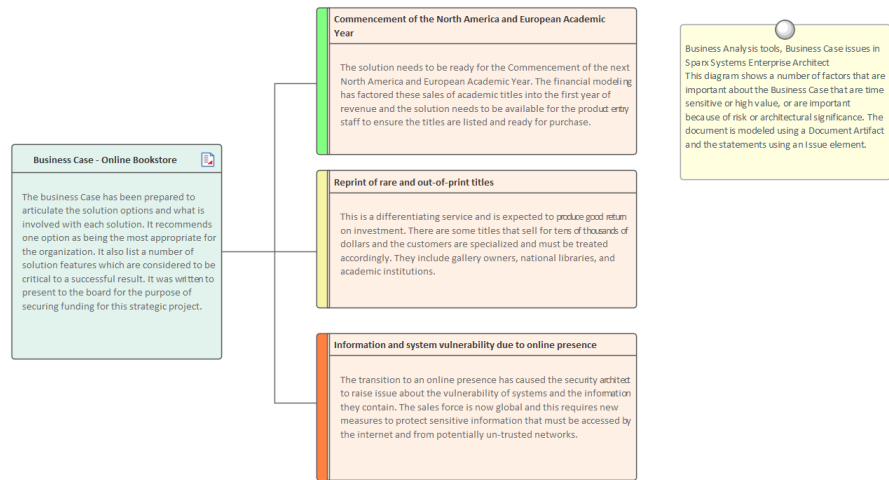 Business Case - Online Bookstore
The business Case has been prepared to
articulate the solution options and what is
involved with each solution. It recommends
one option as being the most appropriate for
the organization. It also list a number of
solution features which are considered to be
critical to a successful result. It was written to
present to the board for the purpose of
securing funding for this strategic project.
Commencement of the North America and European Academic
Year
The solution needs to be ready for the Commencement of the next
North America and European Academic Year. The financial modeling
has factored these sales of academic titles into the first year of
revenue and the solution needs to be available for the product entry
staff to ensure the titles are listed and ready for purchase.
Reprint of rare and out-of-print titles
This is a differentiating service and is expected to produce good return
on investment. There are some titles that sell for tens of thousands of
dollars and the customers are specialized and must be treated
accordingly. They include gallery owners, national libraries, and
academic institutions.
Information and system vulnerability due to online presence
The transition to an online presence has caused the security architect
to raise issue about the vulnerability of systems and the information
they contain. The sales force is now global and this requires new
measures to protect sensitive information that must be accessed by
the internet and from potentially un-trusted networks.
Business Analysis tools, Business Case issues in
Sparx Systems Enterprise Architect
This diagram shows a number of factors that are
important about the Business Case that are time
sensitive or high value, or are important
because of risk or architectural significance. The
document is modeled using a Document Artifact
and the statements using an Issue element.